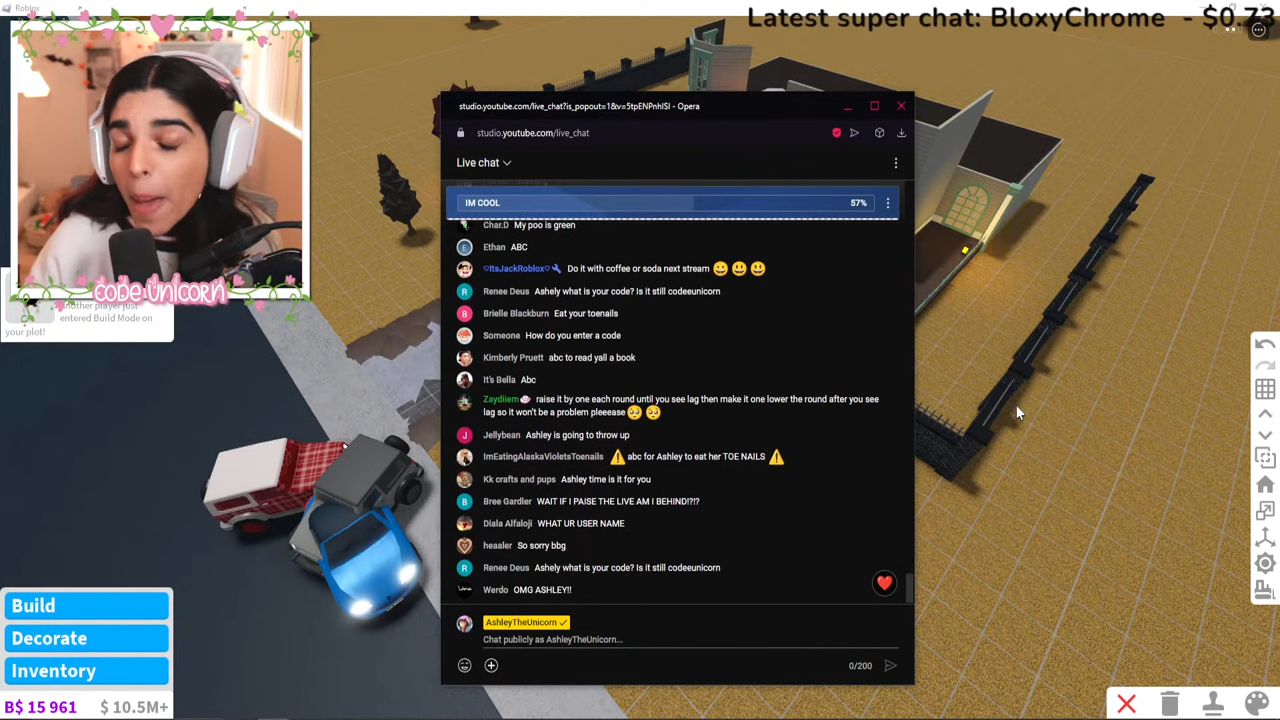 Roblox
Latest super chat: BloxyChrome - $0.73
CODE UNICORN
Another player just
entered Build Mode on
your plot!
studio.youtube.com/live_chat?is_popout=1&v=5tpENPnhlSI - Opera
studio.youtube.com/live_chat
Live chat
IM COOL 57%
Char.D My poo is green
Ethan ABC
♡ItsJackRoblox♡ Do it with coffee or soda next stream 😀😃😃
Renee Deus Ashely what is your code? Is it still codeeunicorn
Brielle Blackburn Eat your toenails
Someone How do you enter a code
Kimberly Pruett abc to read yall a book
It's Bella Abc
Zaydiiem raise it by one each round until you see lag then make it one lower the round after you see
lag so it won't be a problem pleeease🥺🥺
Jellybean Ashley is going to throw up
ImEatingAlaskaVioletsToenails ⚠️ abc for Ashley to eat her TOE NAILS ⚠️
Kk crafts and pups Ashley time is it for you
Bree Gardler WAIT IF I PAISE THE LIVE AM I BEHIND!?!?
Diala Alfaloji WHAT UR USER NAME
heaaler So sorry bbg
Renee Deus Ashely what is your code? Is it still codeeunicorn
Werdo OMG ASHLEY!!
AshleyTheUnicorn
Chat publicly as AshleyTheUnicorn...
0/200
Build
Decorate
Inventory
B$ 15 961 $ 10.5M+